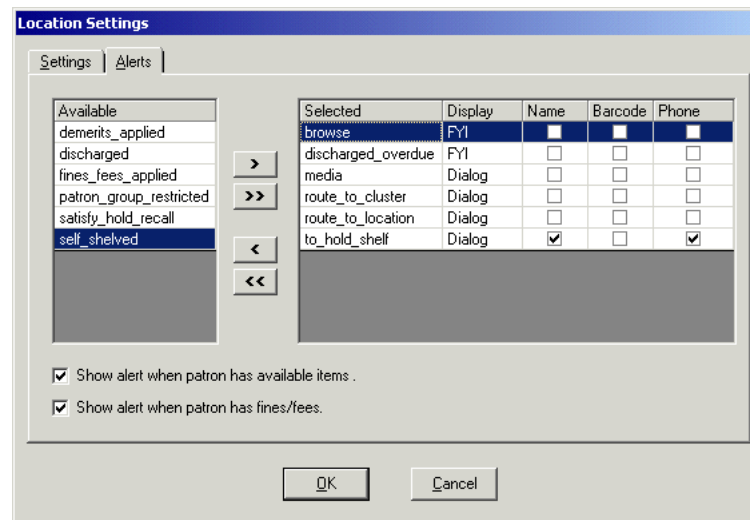 Location Settings
Settings Alerts
Available
demerits_applied
discharged
fines_fees_applied
patron_group_restricted
satisfy_hold_recall
self_shelved
>
>>
<
<<
Selected Display Name Barcode Phone
browse FYI
discharged_overdue FYI
media Dialog
route_to_cluster Dialog
route_to_location Dialog
to_hold_shelf Dialog
Show alert when patron has available items .
Show alert when patron has fines/fees.
OK Cancel